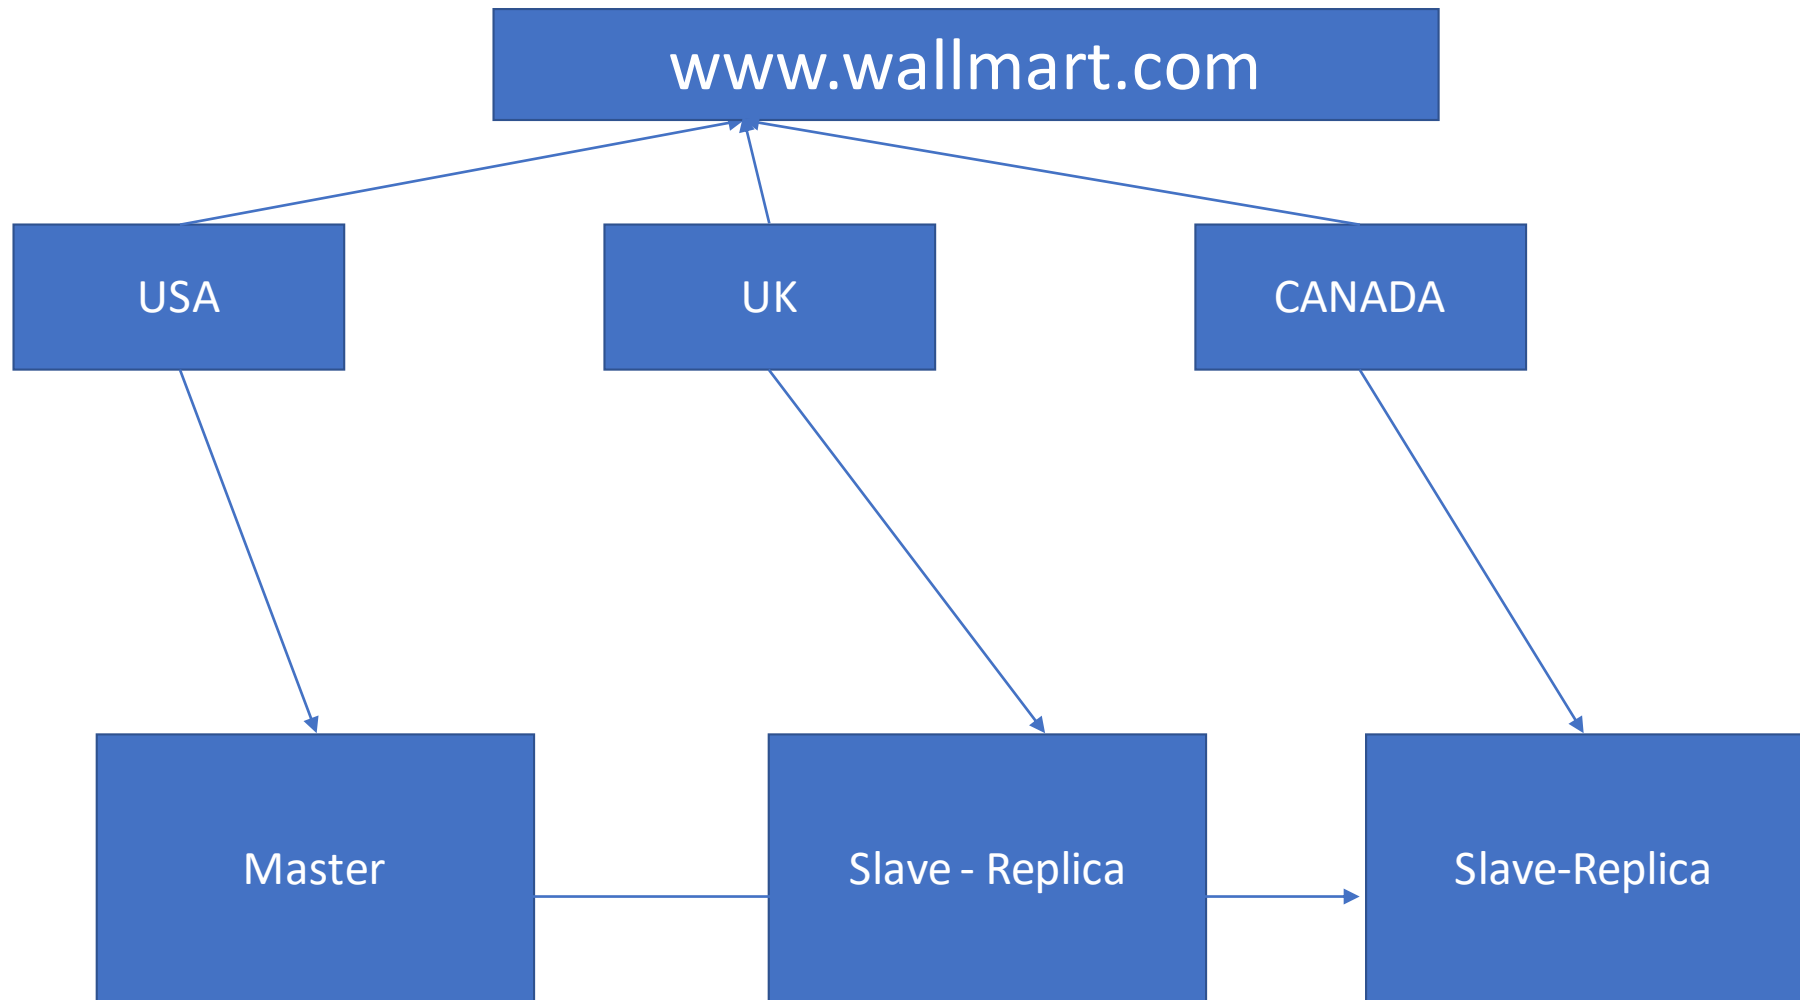 www.wallmart.com
USA
UK
CANADA
Master
Slave - Replica
Slave-Replica